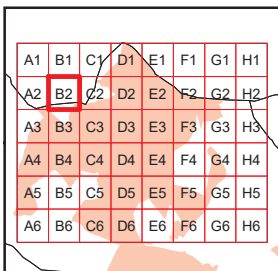 A1 B1 C1 D1 E1 F1 G1 H1
A2 B2 C2 D2 E2 F2 G2 H2
A3 B3 C3 D3 E3 F3 G3 H3
A4 B4 C4 D4 E4 F4 G4 H4
A5 B5 C5 D5 E5 F5 G5 H5
A6 B6 C6 D6 E6 F6 G6 H6